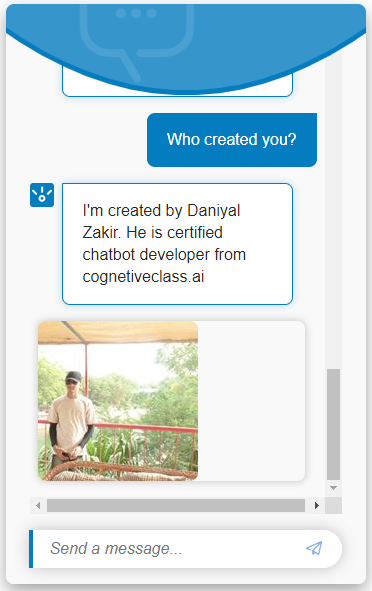 Who created you?
I'm created by Daniyal
Zakir. He is certified
chatbot developer from
cognetiveclass.ai
Send a message...